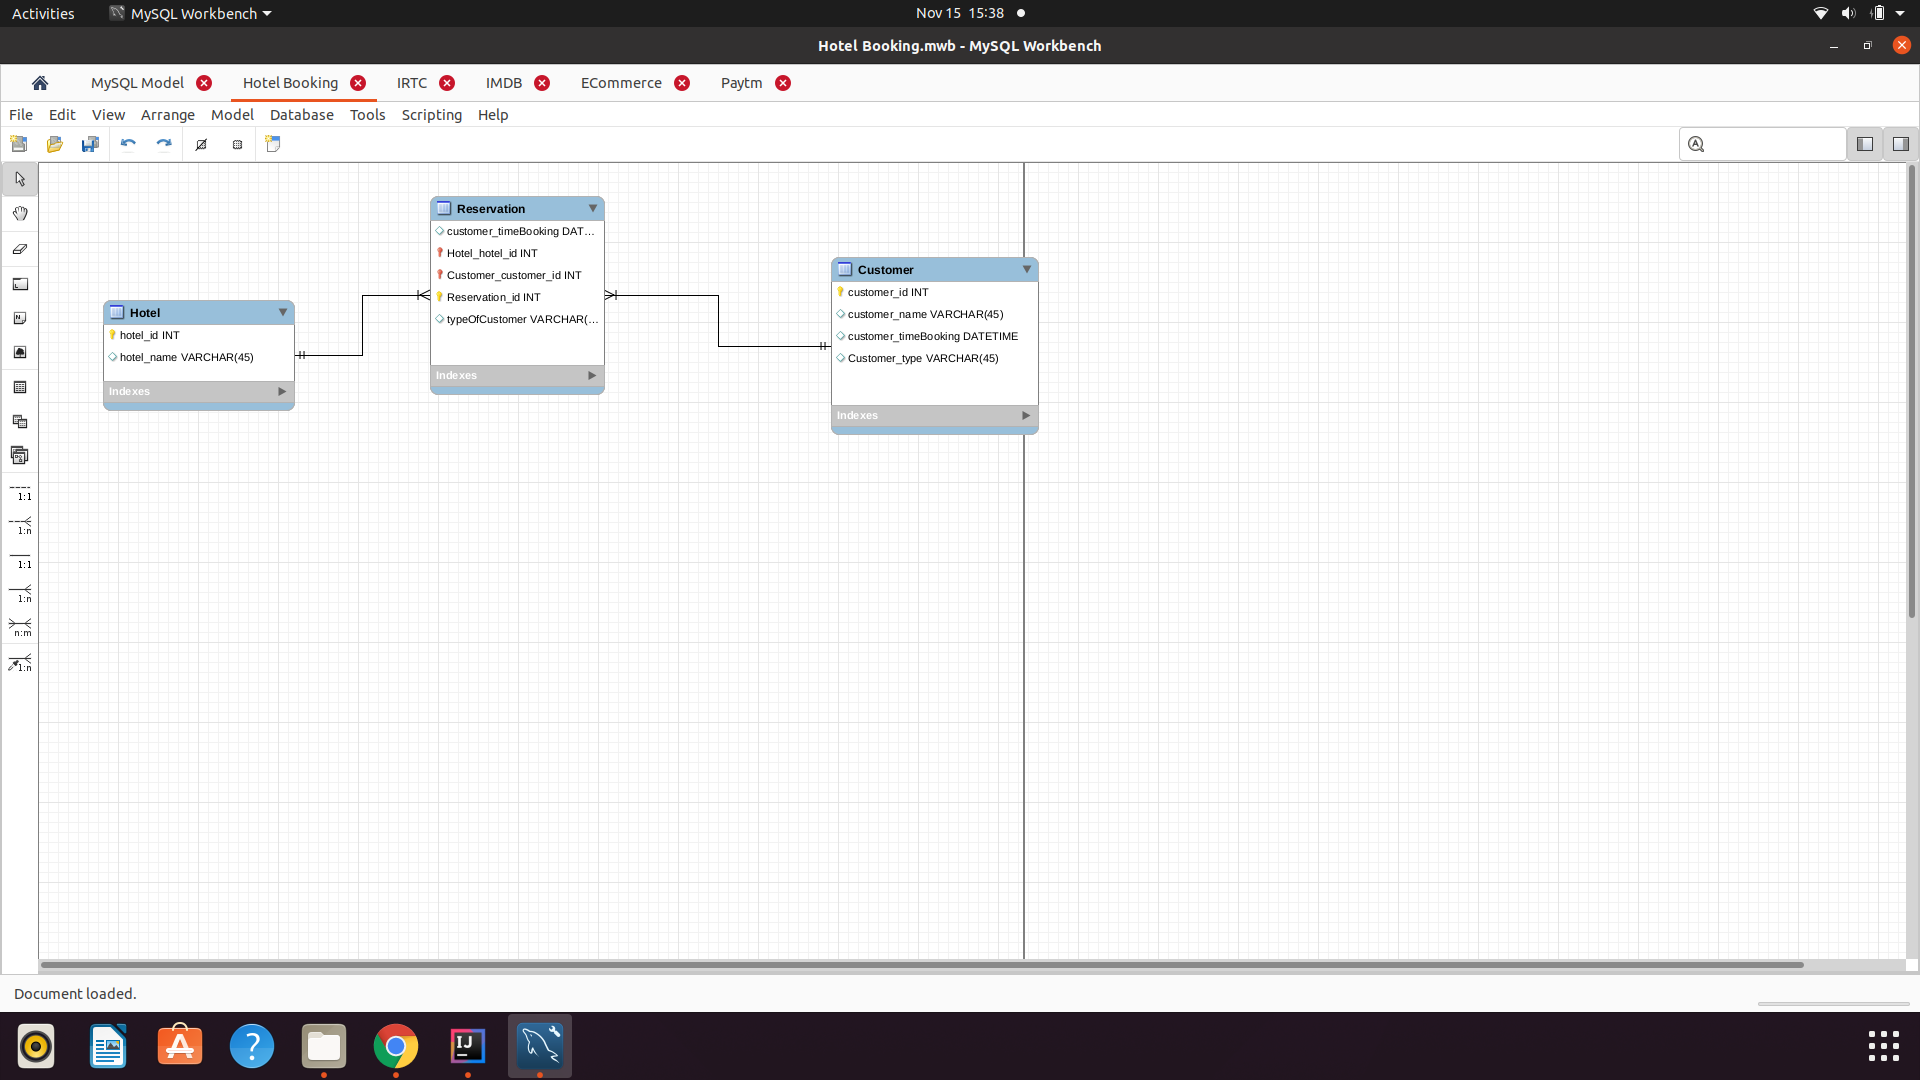 Activities MySQL Workbench Nov 15 15:38
Hotel Booking.mwb - MySQL Workbench
MySQL Model Hotel Booking IRTC IMDB ECommerce Paytm
File Edit View Arrange Model Database Tools Scripting Help
Reservation
customer_timeBooking DAT...
Hotel_hotel_id INT
Customer_customer_id INT
Reservation_id INT
typeOfCustomer VARCHAR(...
Indexes
Customer
customer_id INT
customer_name VARCHAR(45)
customer_timeBooking DATETIME
Customer_type VARCHAR(45)
Indexes
Hotel
hotel_id INT
hotel_name VARCHAR(45)
Indexes
1:1
1:n
1:1
1:n
n:m
1:n
Document loaded.
IJ